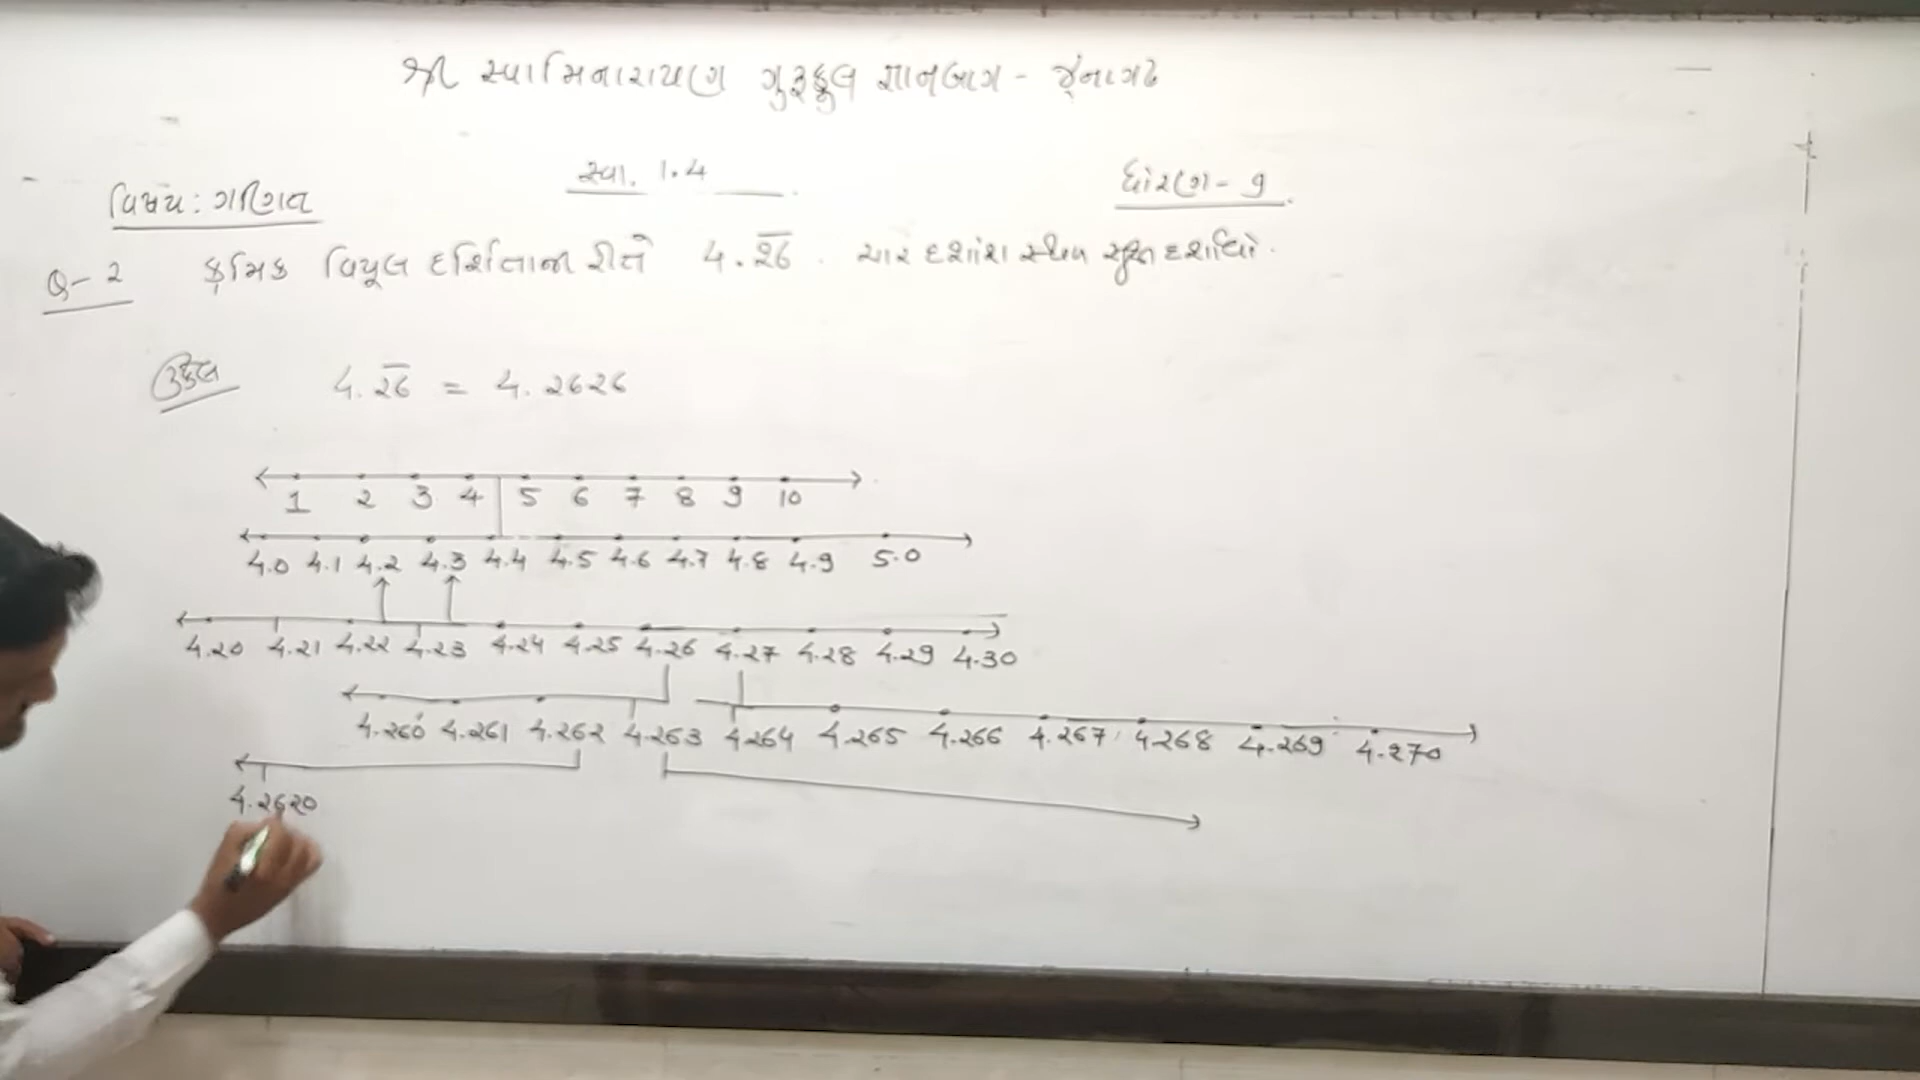 શ્રી સ્વામિનારાયણ ગુરુકુલ જ્ઞાનબાગ - જૂનાગઢ
વિષય : ગણિત સ્વા. 1.4 ધોરણ - 9
Q-2 ક્રમિક વિપૂલ દર્શિતાની રીતે 4.2̅6̅ ચાર દશાંશ સ્થળ સુધી દર્શાવો.
ઉકેલ 4.2̅6̅ = 4.2626
1 2 3 4 5 6 7 8 9 10
4.0 4.1 4.2 4.3 4.4 4.5 4.6 4.7 4.8 4.9 5.0
4.20 4.21 4.22 4.23 4.24 4.25 4.26 4.27 4.28 4.29 4.30
4.260 4.261 4.262 4.263 4.264 4.265 4.266 4.267 4.268 4.269 4.270
4.2620